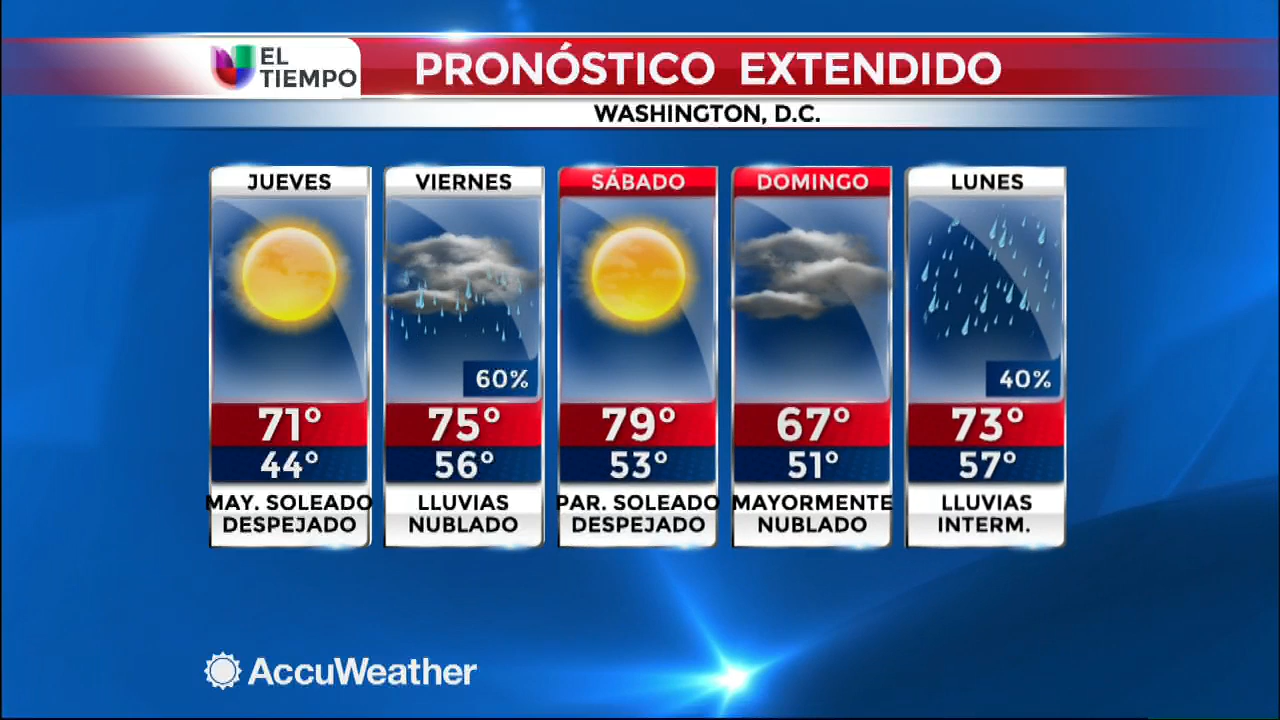 EL TIEMPO
PRONÓSTICO EXTENDIDO
WASHINGTON, D.C.
JUEVES
71°
44°
MAY. SOLEADO
DESPEJADO
VIERNES
60%
75°
56°
LLUVIAS
NUBLADO
SÁBADO
79°
53°
PAR. SOLEADO
DESPEJADO
DOMINGO
67°
51°
MAYORMENTE
NUBLADO
LUNES
40%
73°
57°
LLUVIAS
INTERM.
AccuWeather